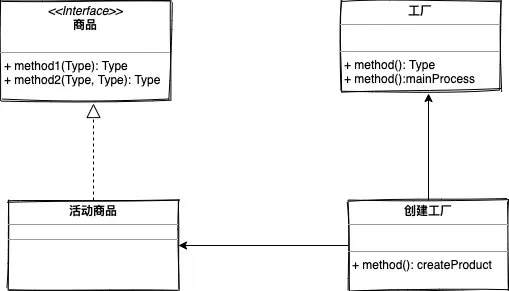 <<Interface>>
商品
+ method1(Type): Type
+ method2(Type, Type): Type
工厂
+ method(): Type
+ method():mainProcess
活动商品
创建工厂
+ method(): createProduct